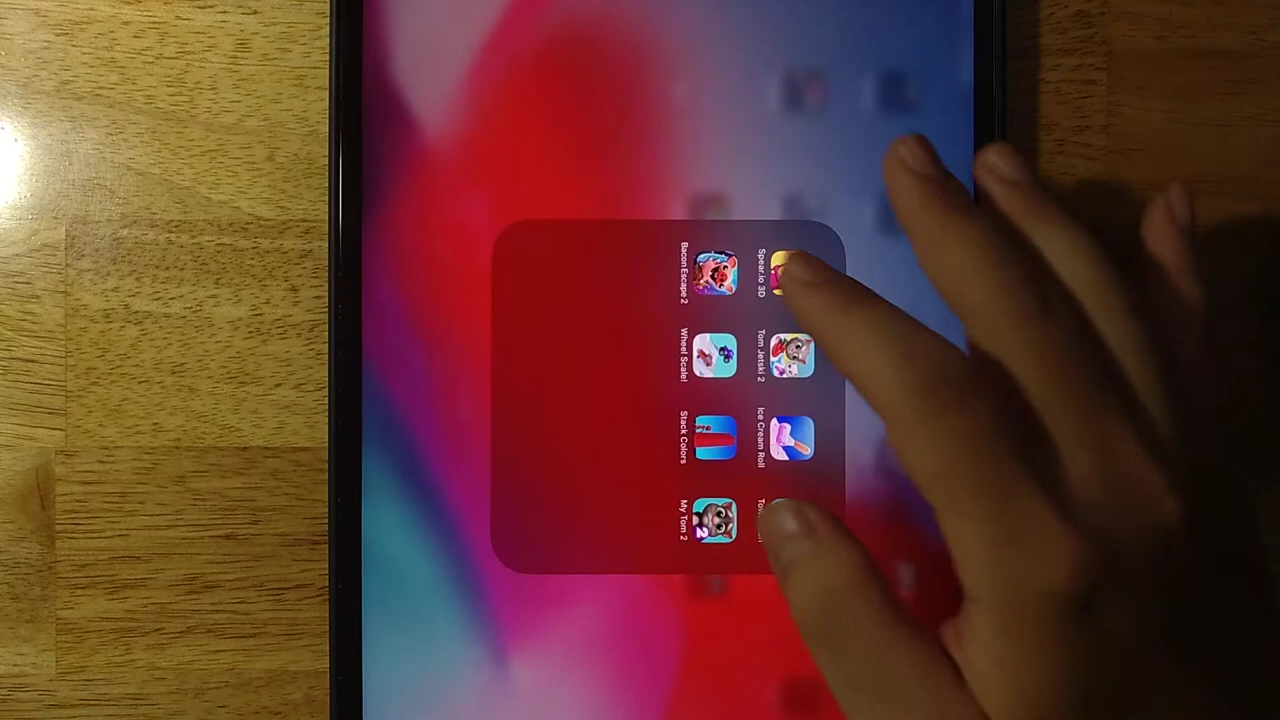 Spear.io 3D
Tom Jetski 2
Ice Cream Roll
Bacon Escape 2
Wheel Scale!
Stack Colors
My Tom 2
2